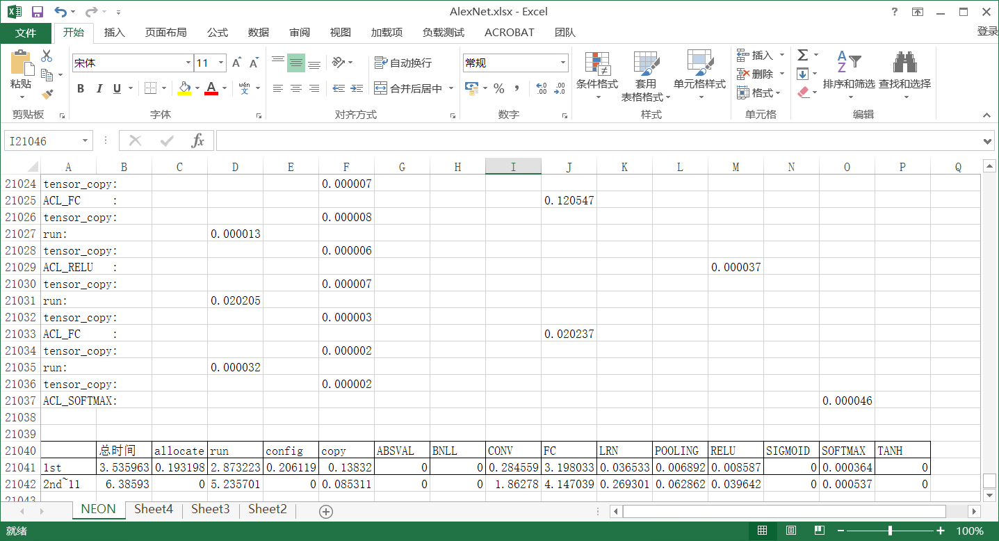 AlexNet.xlsx - Excel
文件 开始 插入 页面布局 公式 数据 审阅 视图 加载项 负载测试 ACROBAT 团队 登录
宋体 11 自动换行 常规 插入
粘贴 条件格式 套用 单元格样式 删除 排序和筛选 查找和选择
B I U 合并后居中 % 表格格式 格式
剪贴板 字体 对齐方式 数字 样式 单元格 编辑
I21046 fx
A B C D E F G H I J K L M N O P Q
21024 tensor_copy: 0.000007
21025 ACL_FC : 0.120547
21026 tensor_copy: 0.000008
21027 run: 0.000013
21028 tensor_copy: 0.000006
21029 ACL_RELU : 0.000037
21030 tensor_copy: 0.000007
21031 run: 0.020205
21032 tensor_copy: 0.000003
21033 ACL_FC : 0.020237
21034 tensor_copy: 0.000002
21035 run: 0.000032
21036 tensor_copy: 0.000002
21037 ACL_SOFTMAX: 0.000046
21038
21039
21040 总时间 allocate run config copy ABSVAL BNLL CONV FC LRN POOLING RELU SIGMOID SOFTMAX TANH
21041 1st 3.535963 0.193198 2.873223 0.206119 0.13832 0 0 0.284559 3.198033 0.036533 0.006892 0.008587 0 0.000364 0
21042 2nd~11 6.38593 0 5.235701 0 0.085311 0 0 1.86278 4.147039 0.269301 0.062862 0.039642 0 0.000537 0
21043
NEON Sheet4 Sheet3 Sheet2
就绪 100%